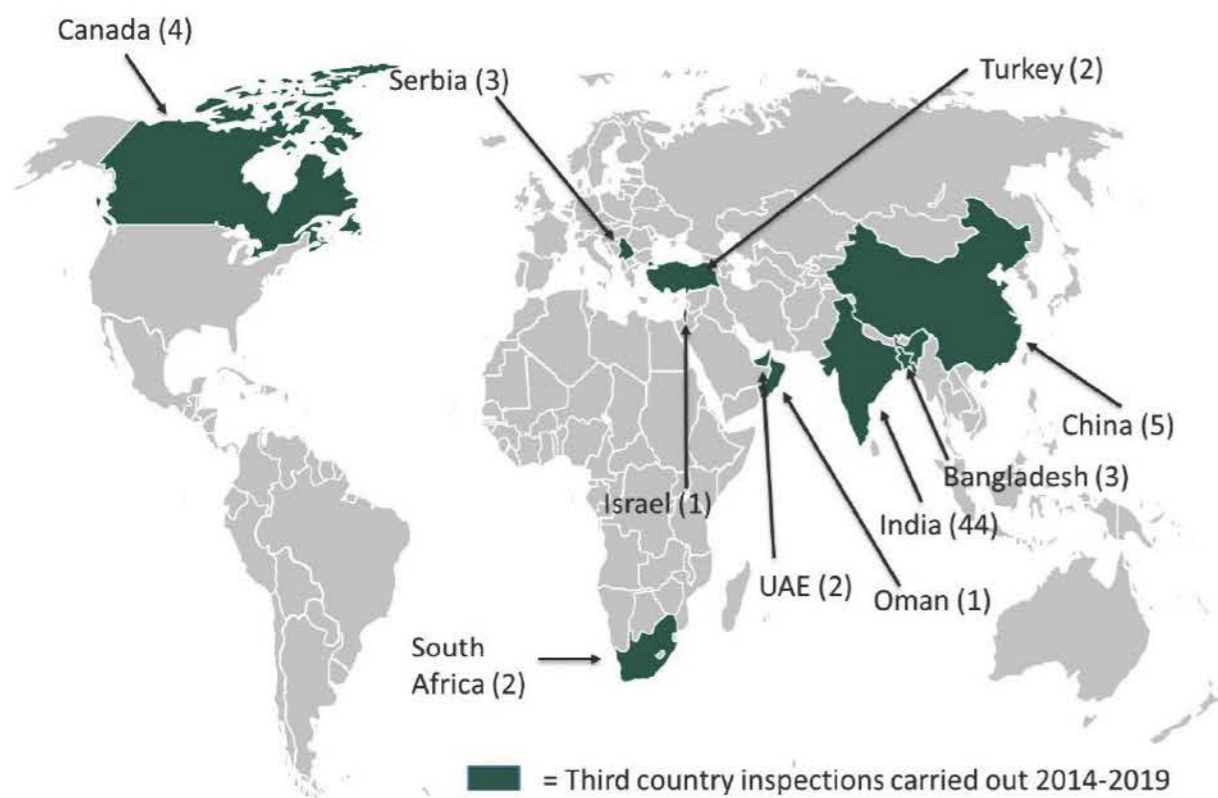 Canada (4)
Serbia (3)
Turkey (2)
China (5)
Bangladesh (3)
Israel (1)
India (44)
UAE (2)
Oman (1)
South
Africa (2)
= Third country inspections carried out 2014-2019